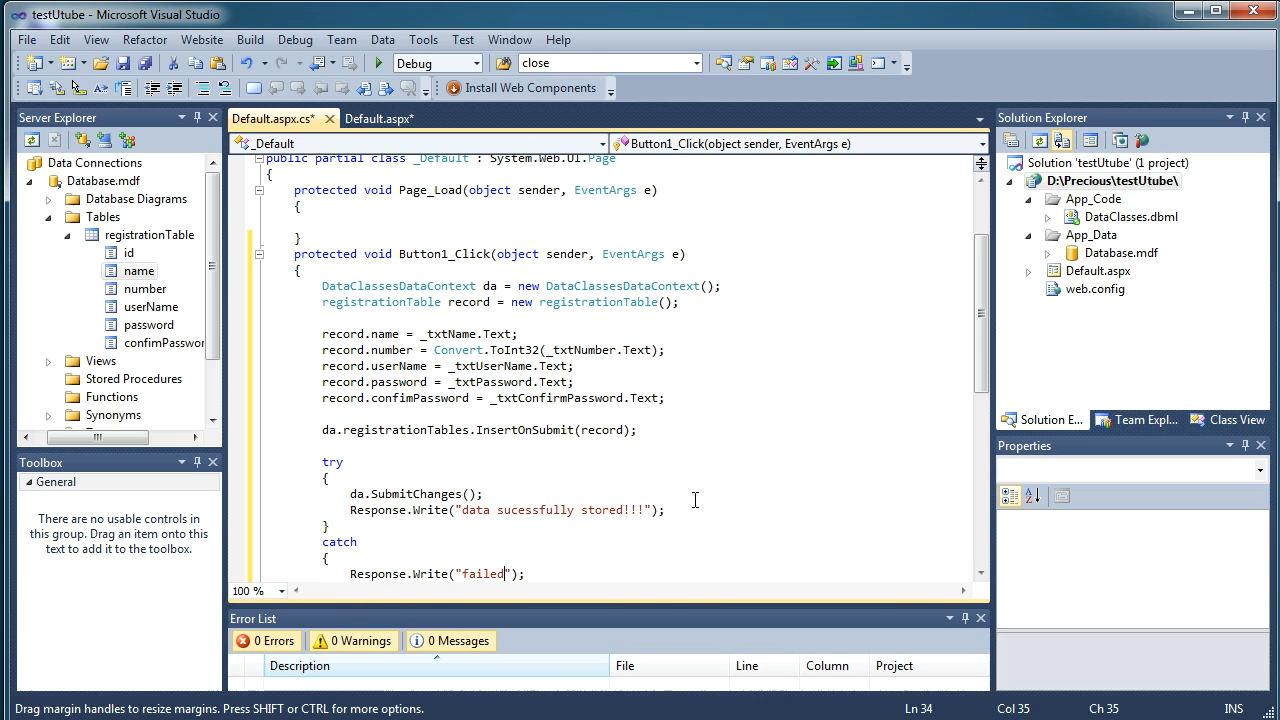 testUtube - Microsoft Visual Studio
File Edit View Refactor Website Build Debug Team Data Tools Test Window Help
Debug close
Install Web Components
Server Explorer
Data Connections
Database.mdf
Database Diagrams
Tables
registrationTable
id
name
number
userName
password
confimPasswor
Views
Stored Procedures
Functions
Synonyms
Toolbox
General
There are no usable controls in
this group. Drag an item onto this
text to add it to the toolbox.
Default.aspx.cs* Default.aspx*
_Default Button1_Click(object sender, EventArgs e)
public partial class _Default : System.Web.UI.Page
{
protected void Page_Load(object sender, EventArgs e)
{
}
protected void Button1_Click(object sender, EventArgs e)
{
DataClassesDataContext da = new DataClassesDataContext();
registrationTable record = new registrationTable();
record.name = _txtName.Text;
record.number = Convert.ToInt32(_txtNumber.Text);
record.userName = _txtUserName.Text;
record.password = _txtPassword.Text;
record.confimPassword = _txtConfirmPassword.Text;
da.registrationTables.InsertOnSubmit(record);
try
{
da.SubmitChanges();
Response.Write("data sucessfully stored!!!");
}
catch
{
Response.Write("failed");
100 %
Error List
0 Errors 0 Warnings 0 Messages
Description File Line Column Project
Solution Explorer
Solution 'testUtube' (1 project)
D:\Precious\testUtube\
App_Code
DataClasses.dbml
App_Data
Database.mdf
Default.aspx
web.config
Solution E... Team Expl... Class View
Properties
Drag margin handles to resize margins. Press SHIFT or CTRL for more options. Ln 34 Col 35 Ch 35 INS